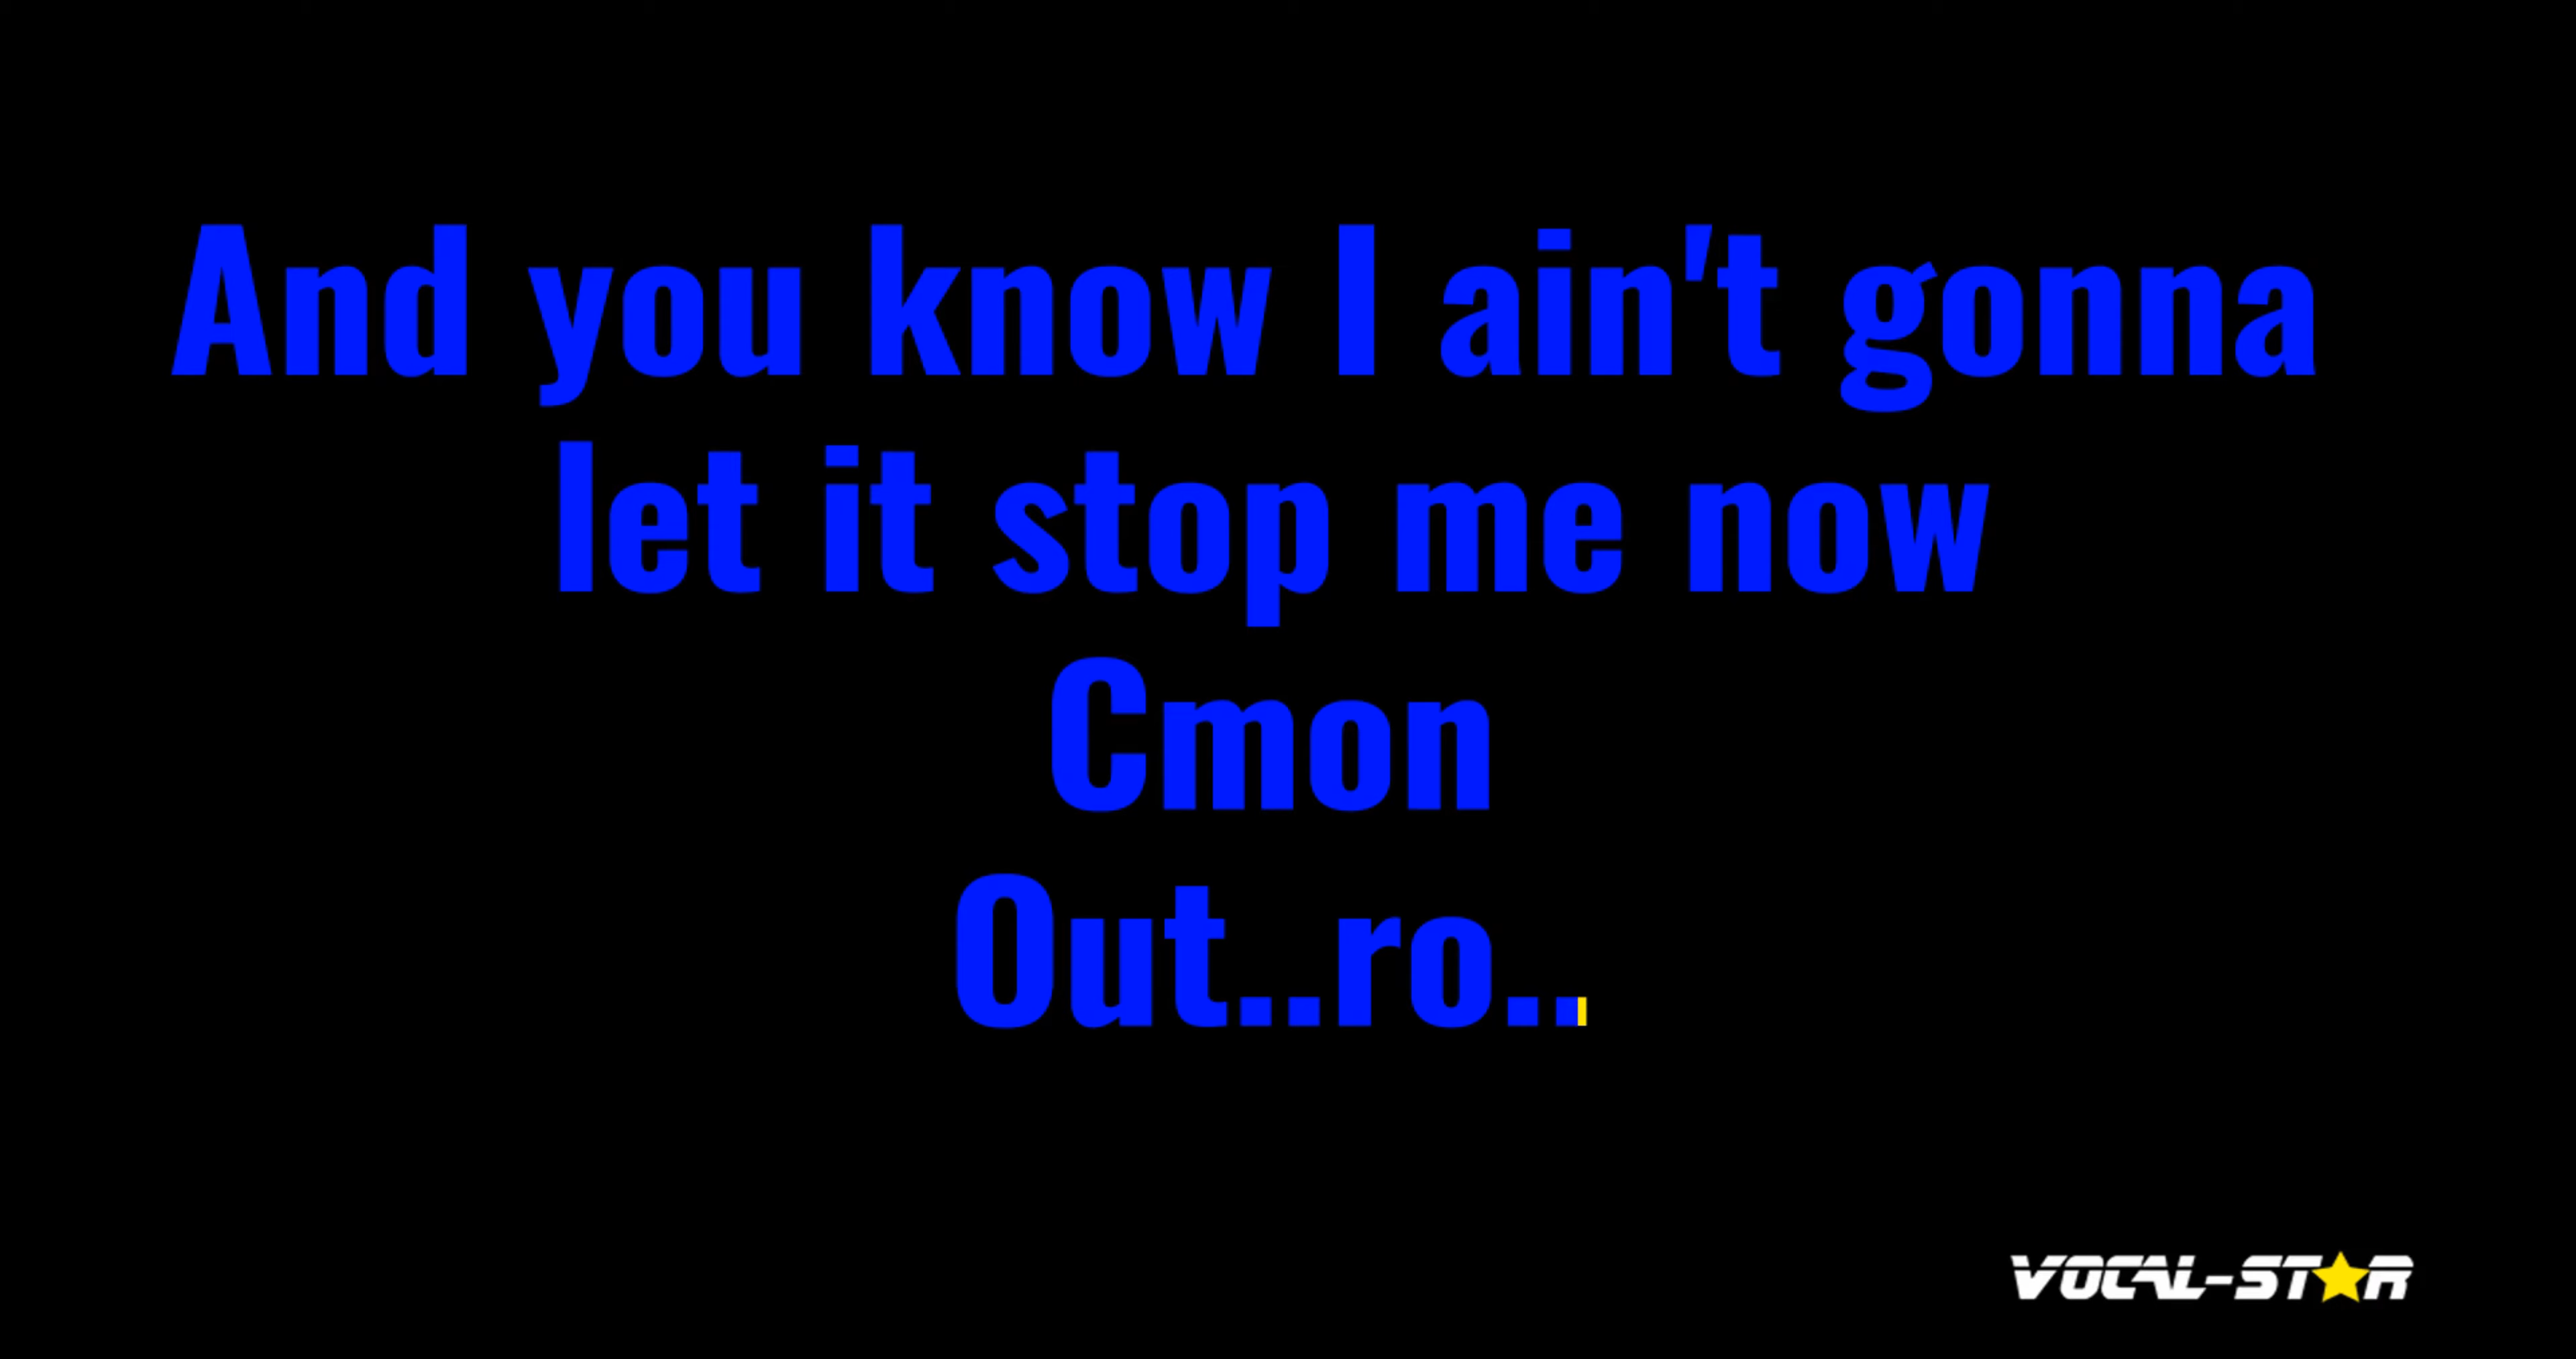 And you know I ain't gonna
let it stop me now
Cmon
Out..ro..
VOCAL-STAR